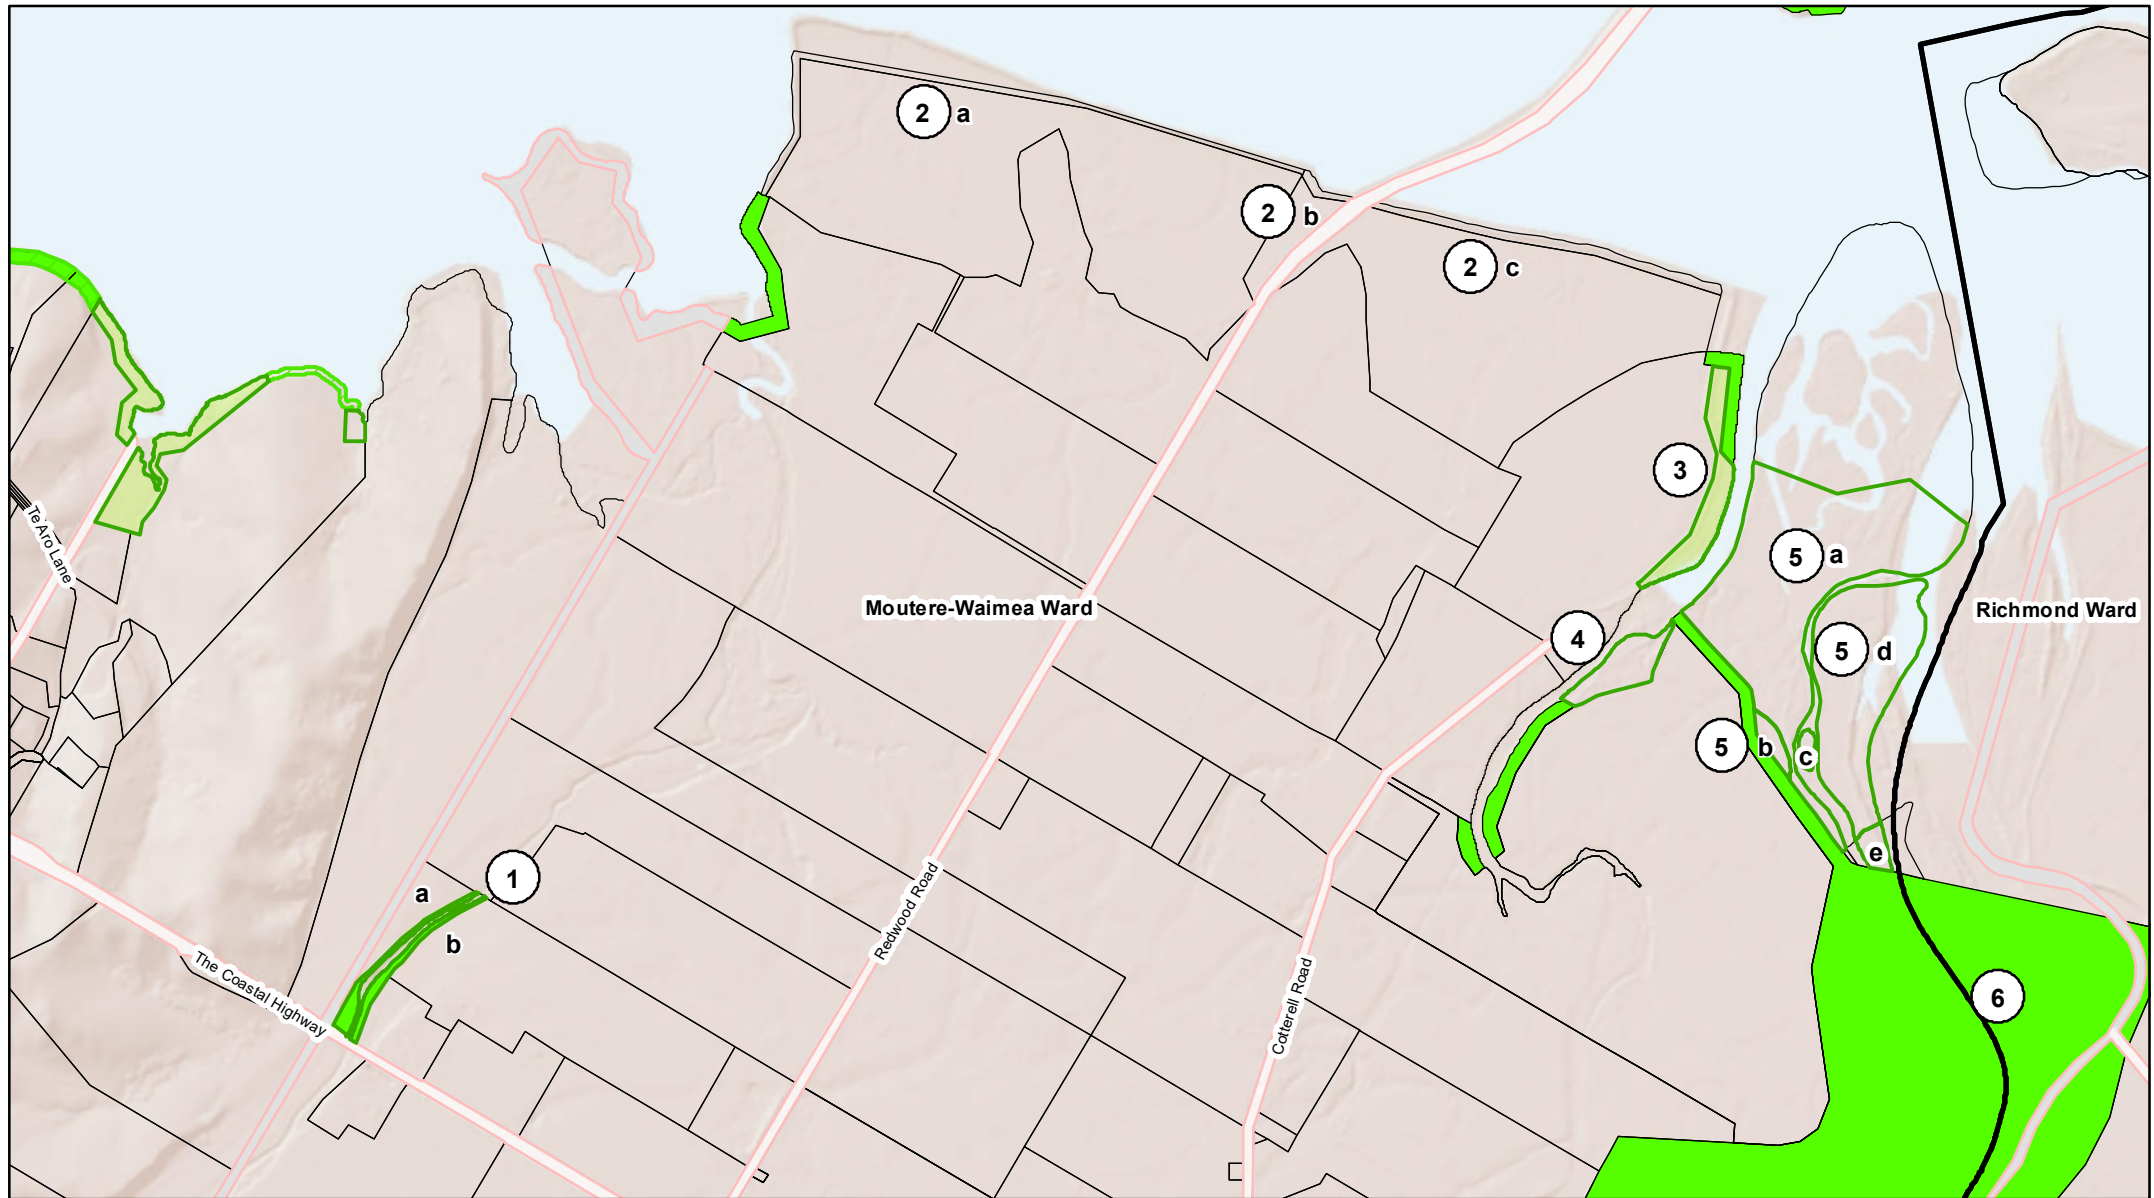 2 a
2 b
2 c
3
Te Aro Lane
5 a
Moutere-Waimea Ward
Richmond Ward
4
5 d
5 b
c
e
1
a
b
Redwood Road
The Coastal Highway
Cotterell Road
6